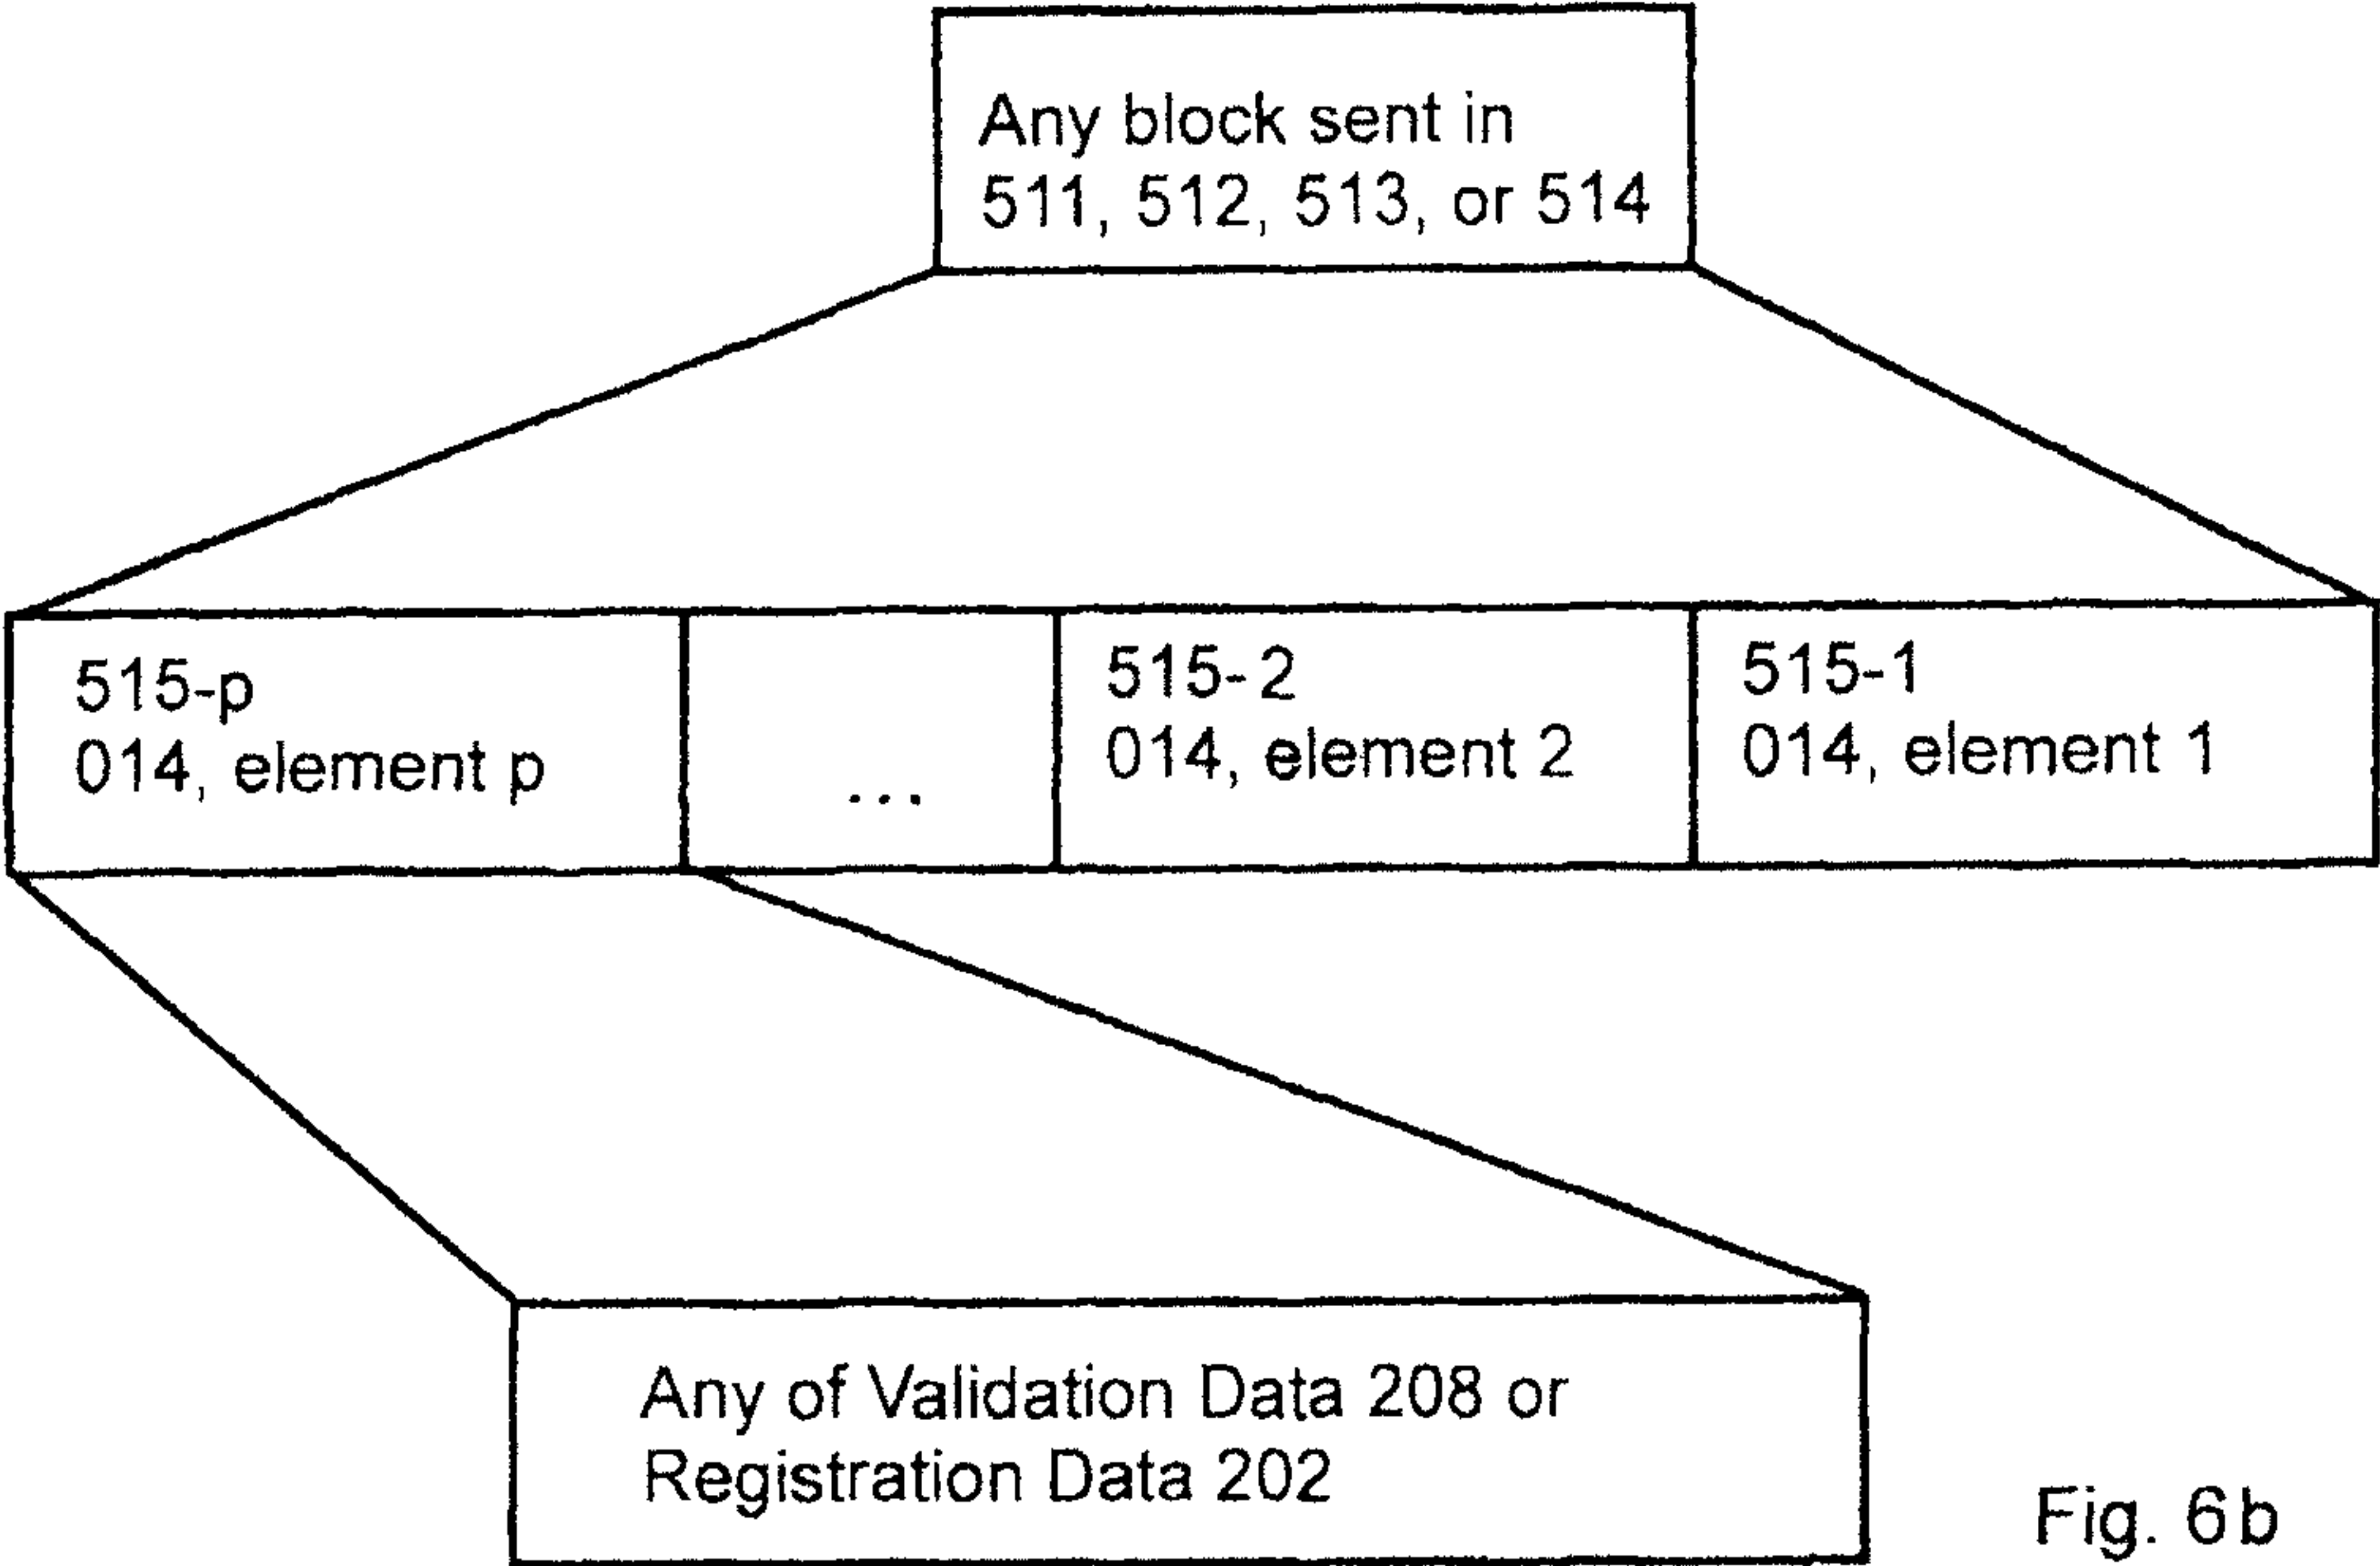 Any block sent in
511, 512, 513, or 514
515-p
014, element p
...
515-2
014, element 2
515-1
014, element 1
Any of Validation Data 208 or
Registration Data 202
Fig. 6b